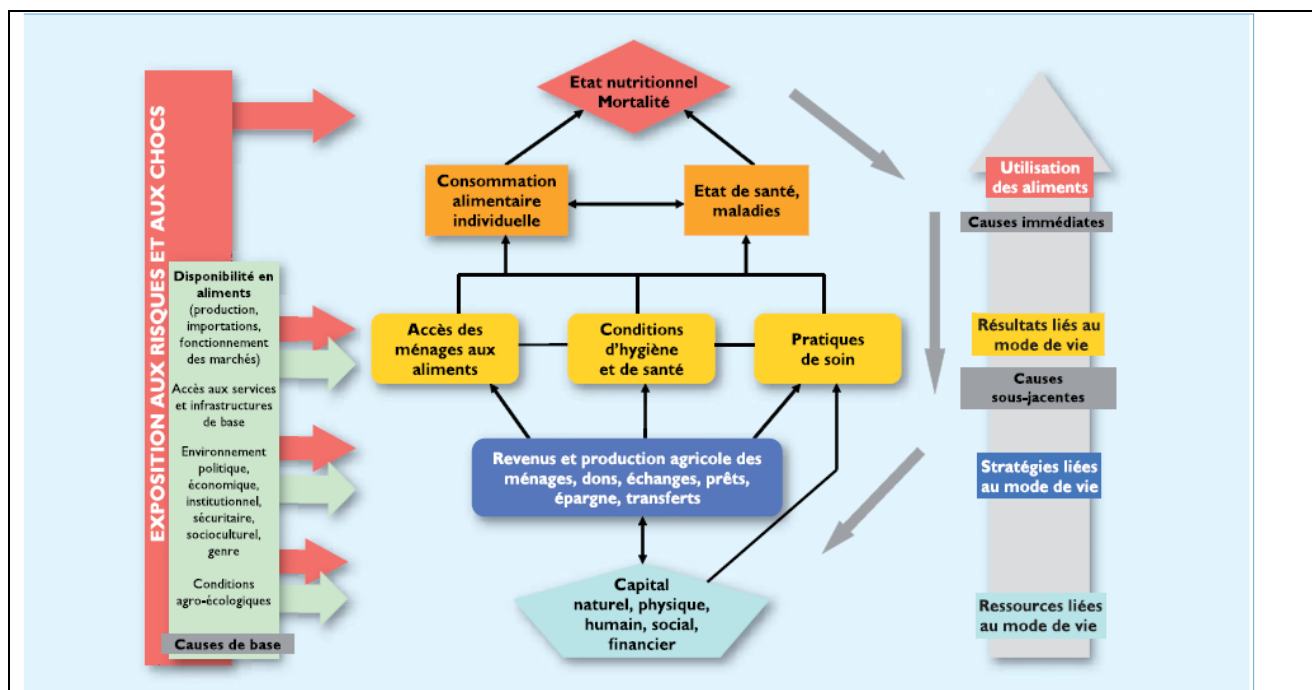 EXPOSITION AUX RISQUES ET AUX CHOCS
Disponibilité en
aliments
(production,
importations,
fonctionnement
des marchés)
Accès aux services
et infrastructures
de base
Environnement
politique,
économique,
institutionnel,
sécuritaire,
socioculturel,
genre
Conditions
agro-écologiques
Causes de base
Etat nutritionnel
Mortalité
Consommation
alimentaire
individuelle
Etat de santé,
maladies
Accès des
ménages aux
aliments
Conditions
d'hygiène
et de santé
Pratiques
de soin
Revenus et production agricole des
ménages, dons, échanges, prêts,
épargne, transferts
Capital
naturel, physique,
humain, social,
financier
Utilisation
des aliments
Causes immédiates
Résultats liés au
mode de vie
Causes
sous-jacentes
Stratégies liées
au mode de vie
Ressources liées
au mode de vie